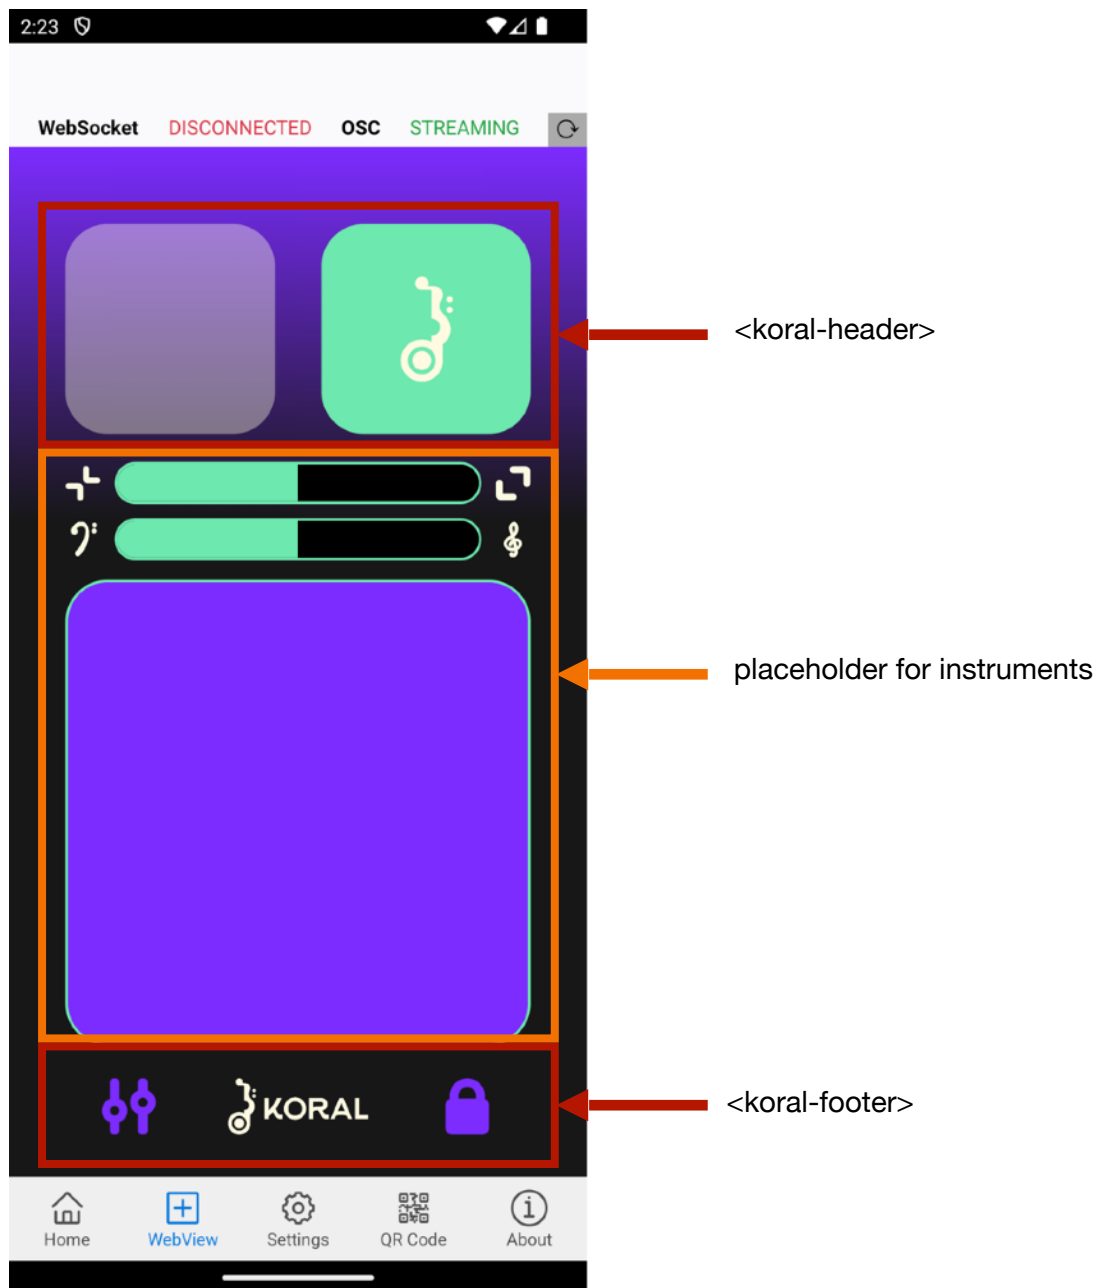 2:23
WebSocket DISCONNECTED OSC STREAMING
<koral-header>
placeholder for instruments
KORAL
<koral-footer>
Home WebView Settings QR Code About